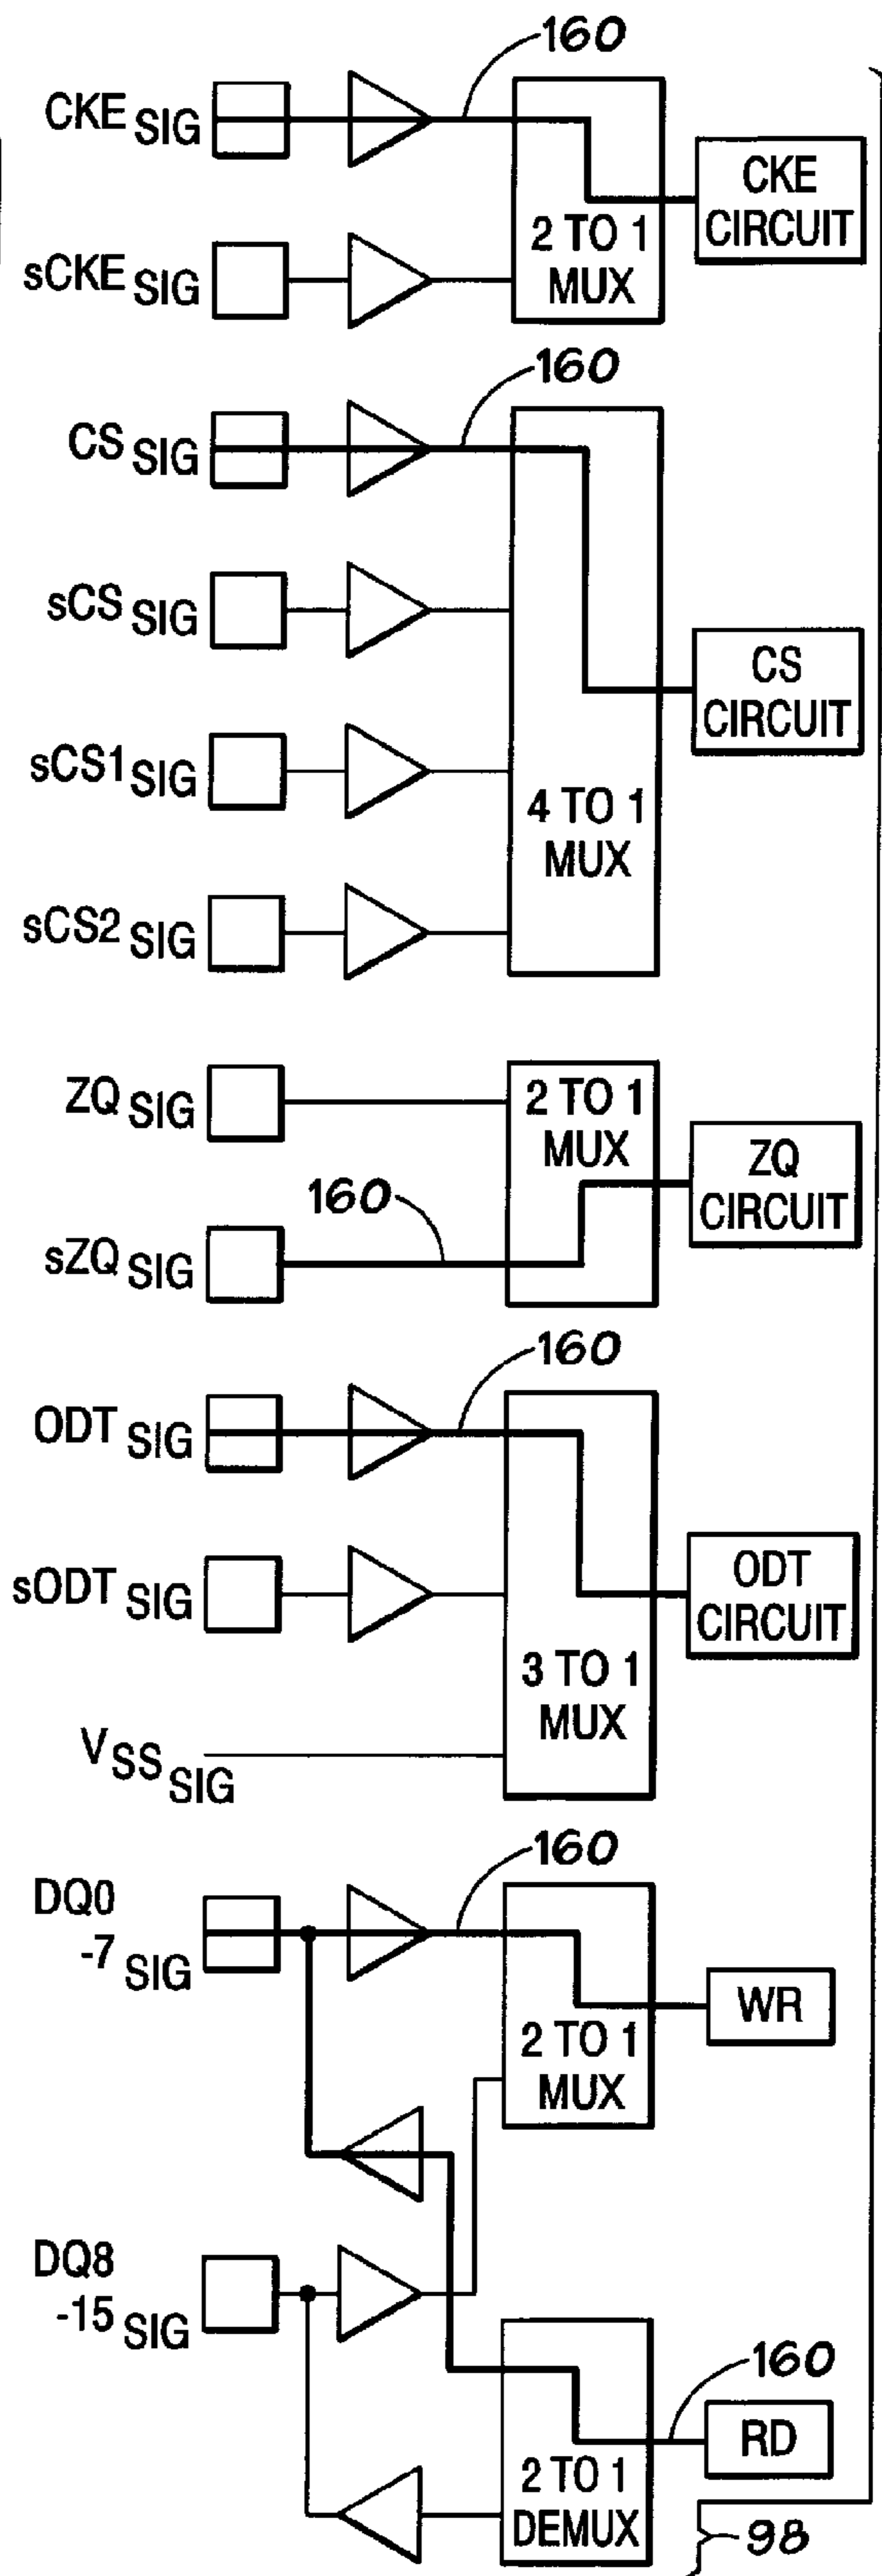 160
CKE SIG
2 TO 1
MUX
CKE
CIRCUIT
sCKE SIG
160
CS SIG
sCS SIG
CS
CIRCUIT
sCS1 SIG
4 TO 1
MUX
sCS2 SIG
ZQ SIG
2 TO 1
MUX
ZQ
CIRCUIT
160
sZQ SIG
160
ODT SIG
sODT SIG
ODT
CIRCUIT
3 TO 1
MUX
VSS SIG
160
DQ0
-7 SIG
WR
2 TO 1
MUX
DQ8
-15 SIG
160
RD
2 TO 1
DEMUX
98